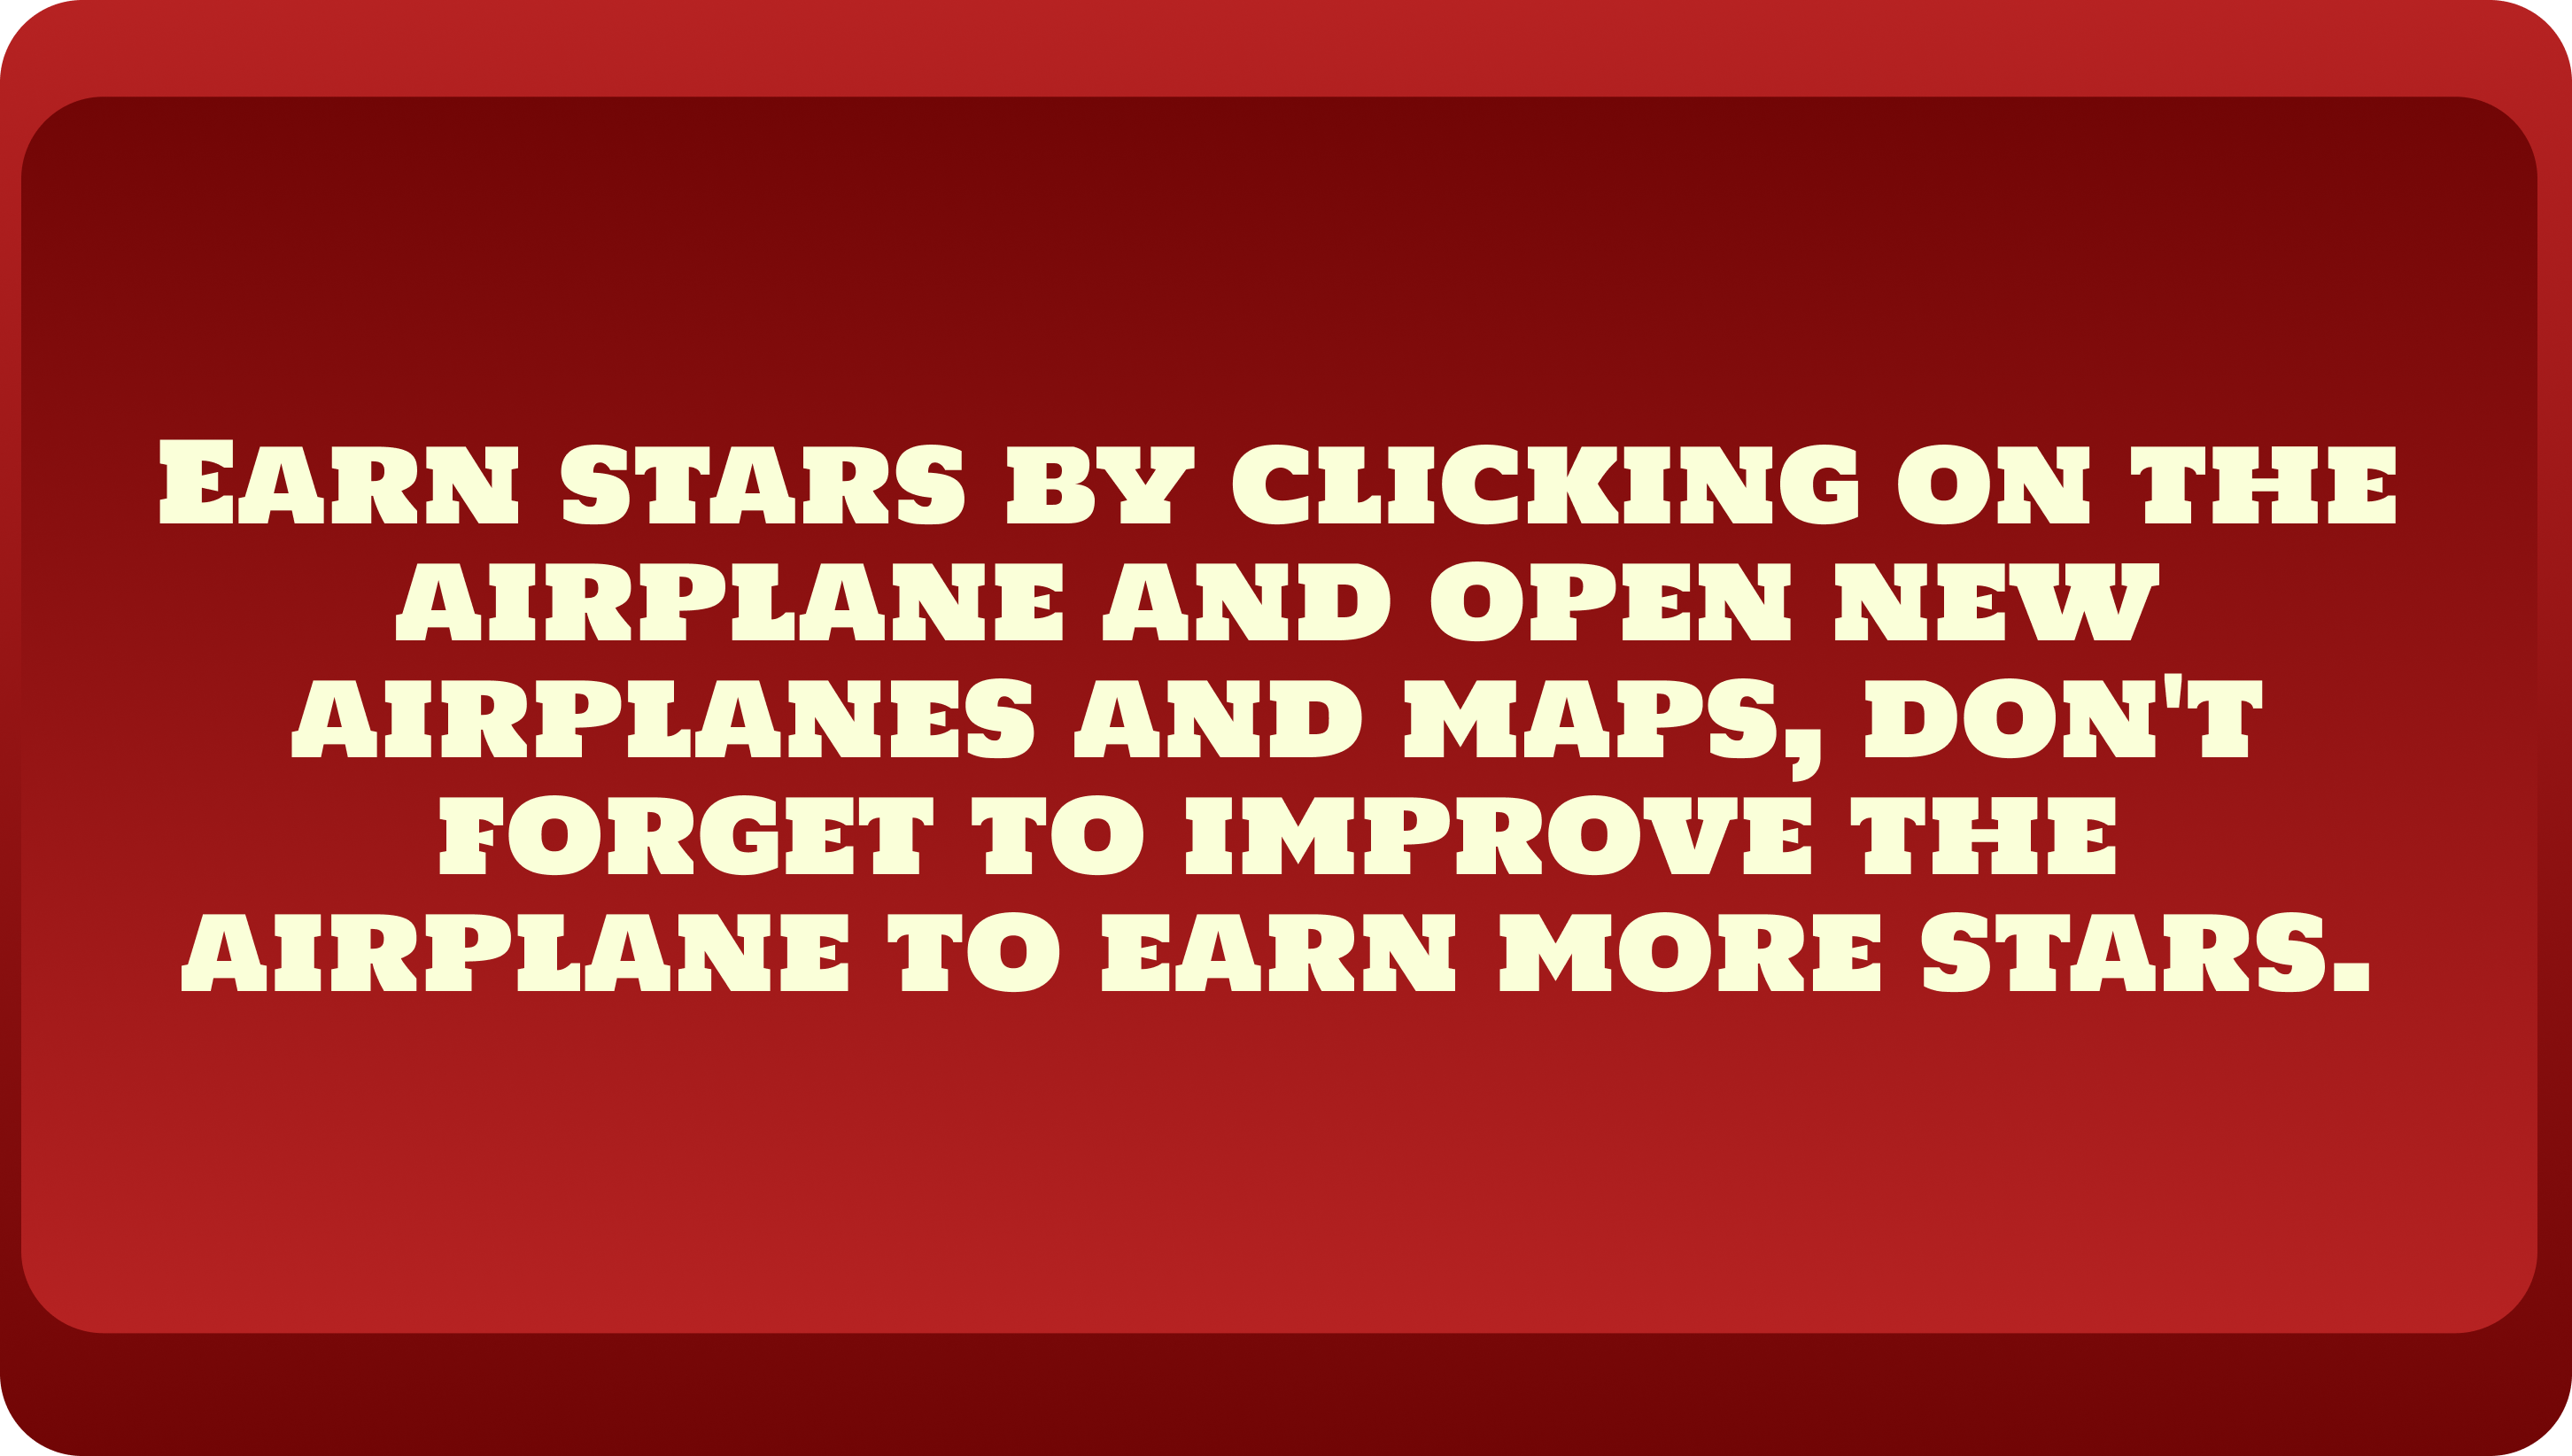 Earn stars by clicking on the
airplane and open new
airplanes and maps, don't
forget to improve the
airplane to earn more stars.